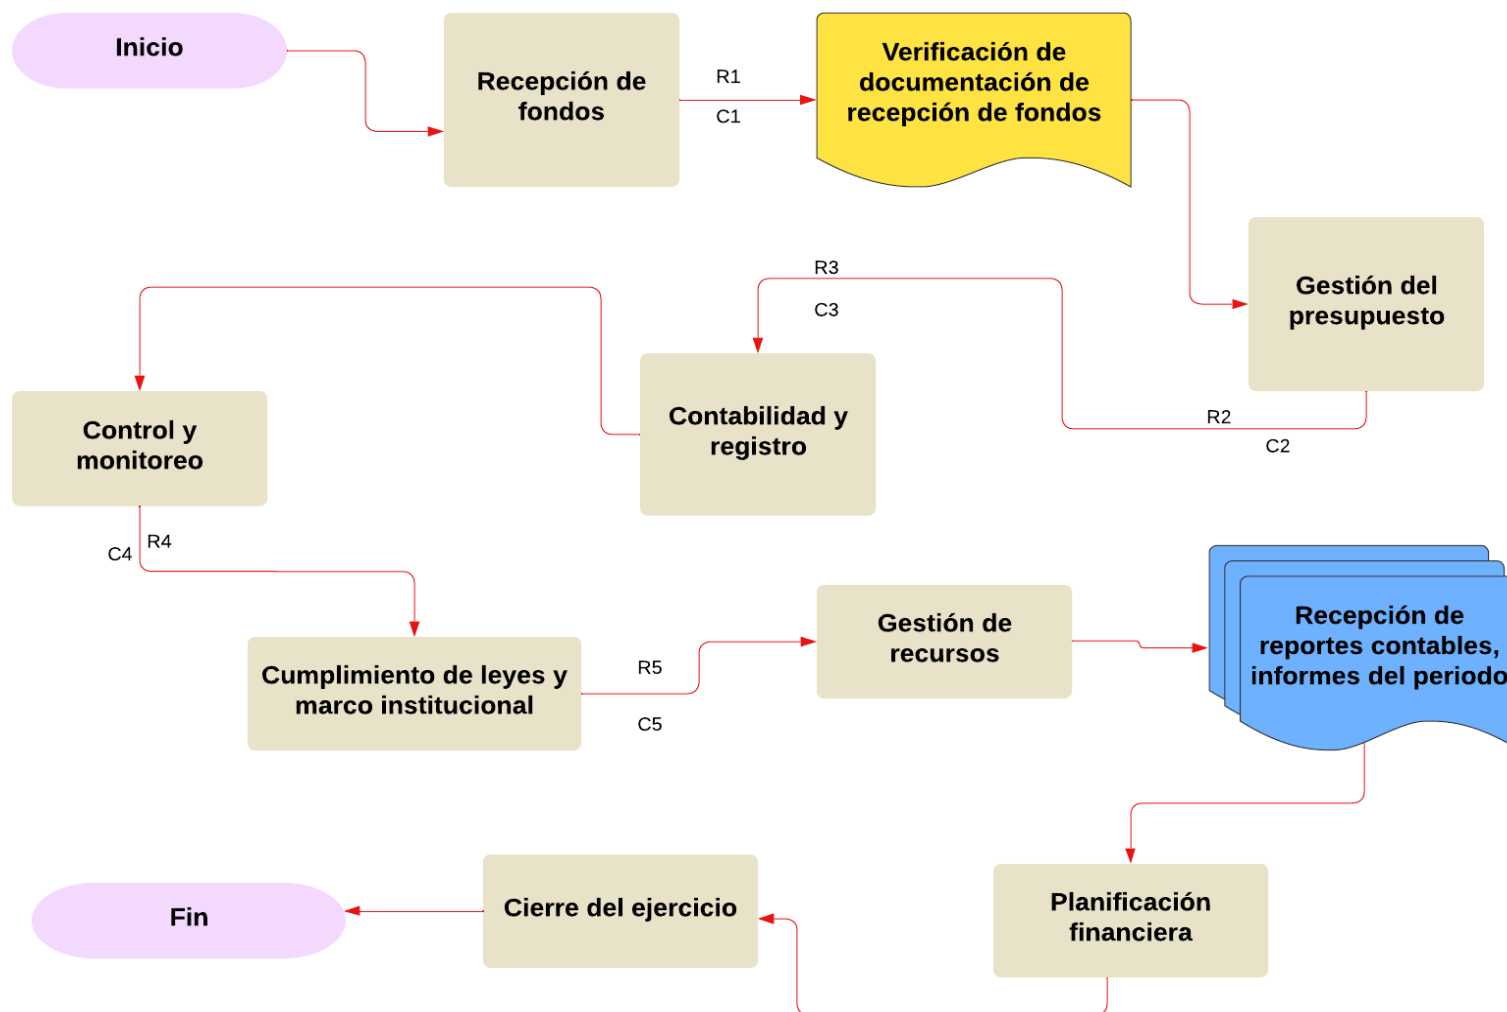 Inicio
Recepción de
fondos
R1
C1
Verificación de
documentación de
recepción de fondos
Gestión del
presupuesto
R2
C2
R3
C3
Contabilidad y
registro
Control y
monitoreo
C4
R4
Cumplimiento de leyes y
marco institucional
R5
C5
Gestión de
recursos
Recepción de
reportes contables,
informes del periodo
Planificación
financiera
Cierre del ejercicio
Fin